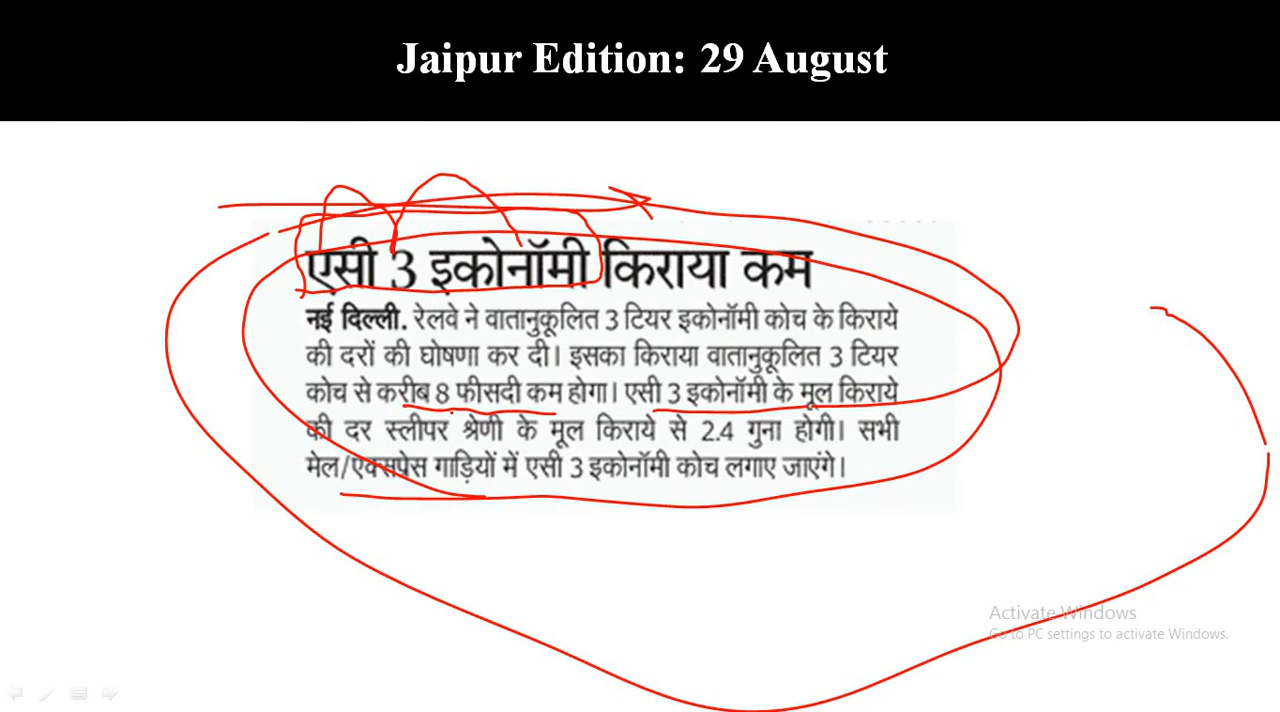 Jaipur Edition: 29 August
एसी 3 इकोनॉमी किराया कम
नई दिल्ली. रेलवे ने वातानुकूलित 3 टियर इकोनॉमी कोच के किराये
की दरों की घोषणा कर दी। इसका किराया वातानुकूलित 3 टियर
कोच से करीब 8 फीसदी कम होगा। एसी 3 इकोनॉमी के मूल किराये
की दर स्लीपर श्रेणी के मूल किराये से 2.4 गुना होगी। सभी
मेल/एक्सप्रेस गाड़ियों में एसी 3 इकोनॉमी कोच लगाए जाएंगे।
Activate Windows
Go to PC settings to activate Windows.